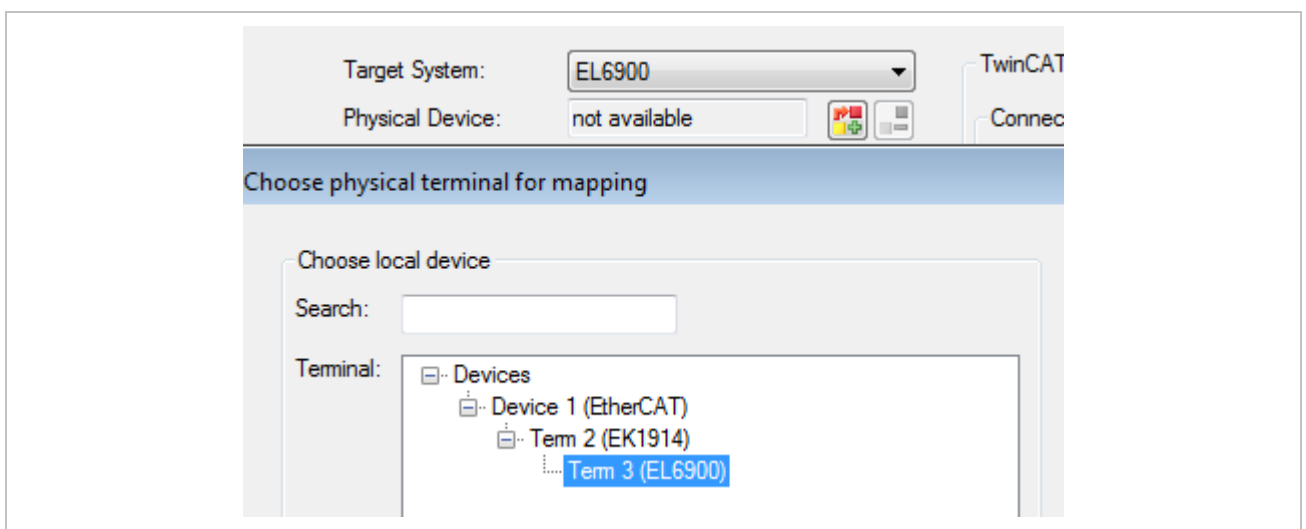 Target System: EL6900 TwinCAT
Physical Device: not available Connec
Choose physical terminal for mapping
Choose local device
Search:
Terminal:
Devices
Device 1 (EtherCAT)
Term 2 (EK1914)
Term 3 (EL6900)